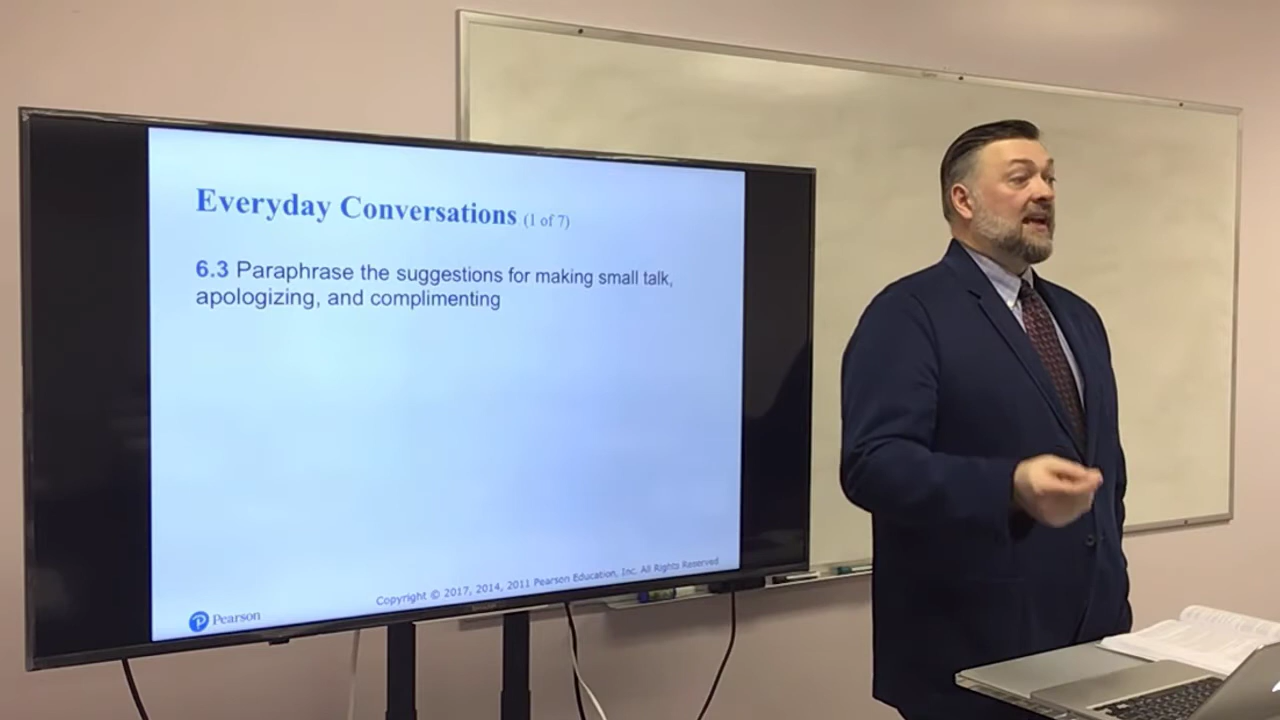 Everyday Conversations (1 of 7)
6.3 Paraphrase the suggestions for making small talk,
apologizing, and complimenting
Copyright © 2017, 2014, 2011 Pearson Education, Inc. All Rights Reserved
Pearson